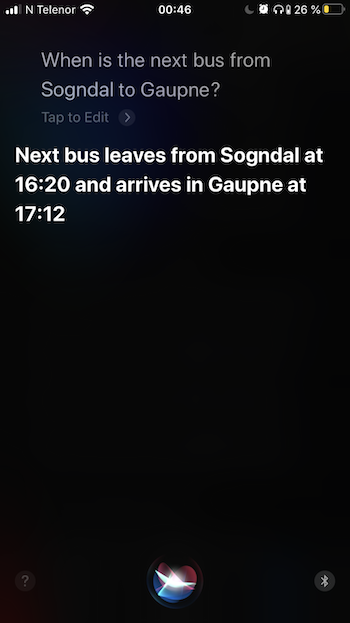 N Telenor 00:46 26 %
When is the next bus from
Sogndal to Gaupne?
Tap to Edit
Next bus leaves from Sogndal at
16:20 and arrives in Gaupne at
17:12
?